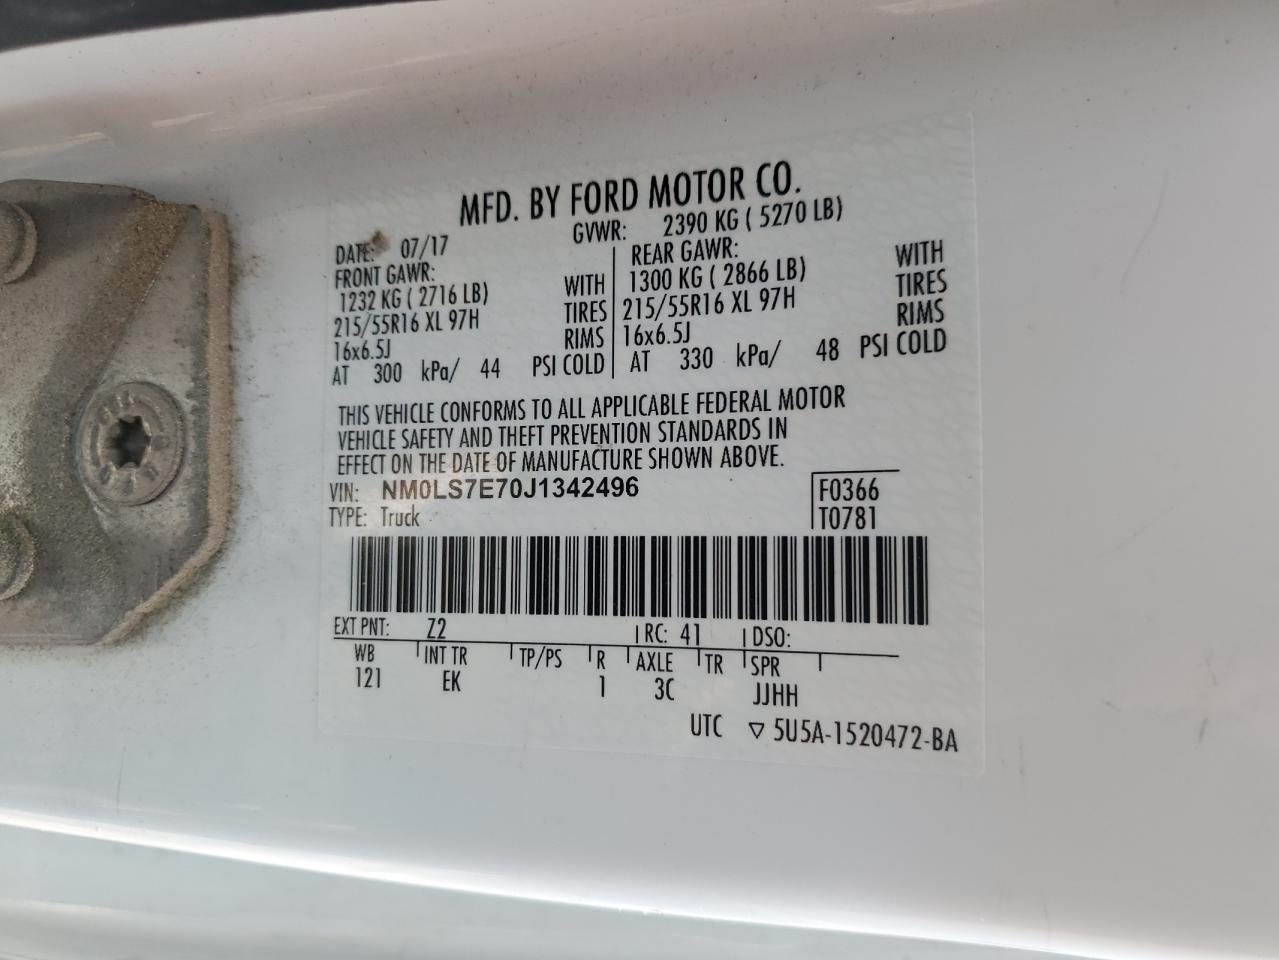 MFD. BY FORD MOTOR CO.
DATE: 07/17 GVWR: 2390 KG ( 5270 LB)
FRONT GAWR: REAR GAWR:
1232 KG ( 2716 LB) WITH 1300 KG ( 2866 LB) WITH
215/55R16 XL 97H TIRES 215/55R16 XL 97H TIRES
16x6.5J RIMS 16x6.5J RIMS
AT 300 kPa/ 44 PSI COLD AT 330 kPa/ 48 PSI COLD
THIS VEHICLE CONFORMS TO ALL APPLICABLE FEDERAL MOTOR
VEHICLE SAFETY AND THEFT PREVENTION STANDARDS IN
EFFECT ON THE DATE OF MANUFACTURE SHOWN ABOVE.
VIN: NM0LS7E70J1342496 F0366
TYPE: Truck T0781
EXT PNT: Z2 RC: 41 DSO:
WB INT TR TP/PS R AXLE TR SPR
121 EK 1 3C JJHH
UTC ▽ 5U5A-1520472-BA